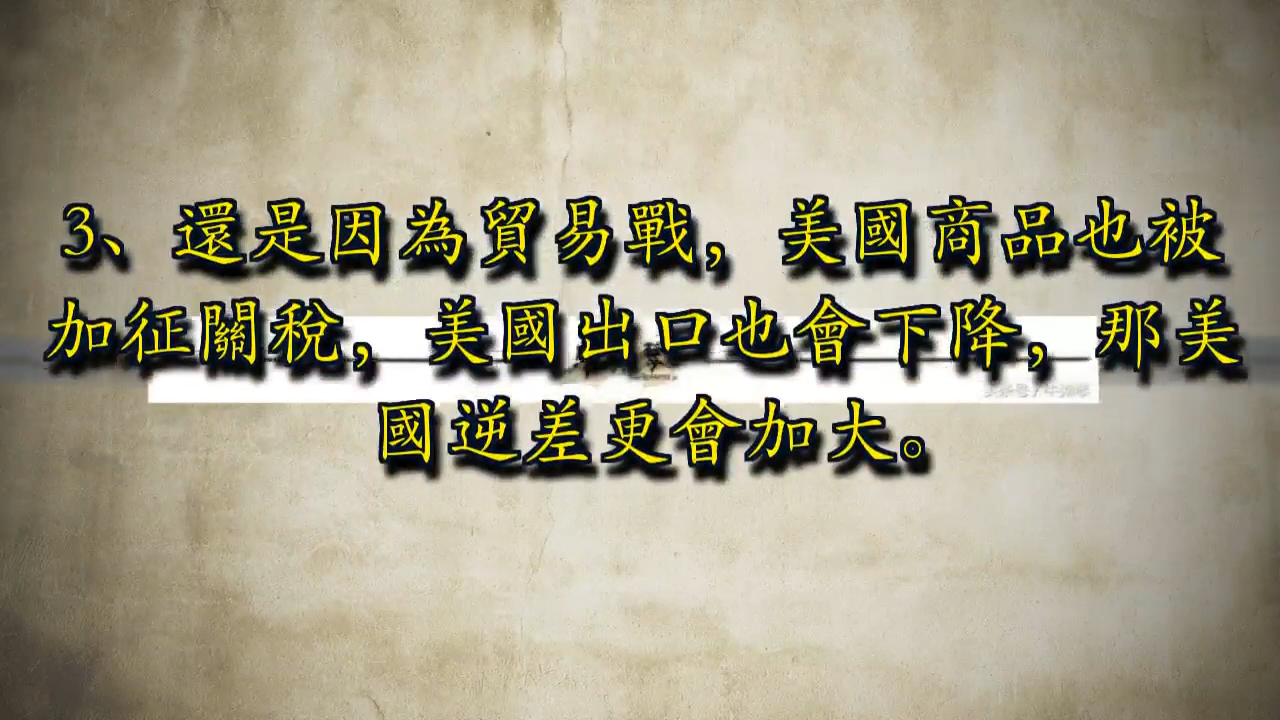 3、還是因為貿易戰，美國商品也被
加征關稅，美國出口也會下降，那美
國逆差更會加大。